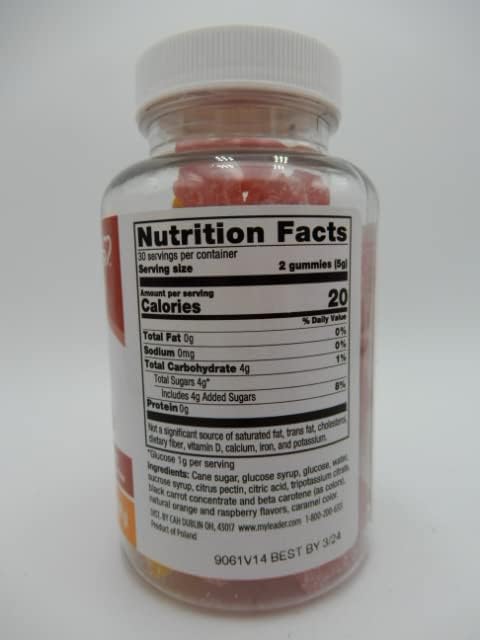 Nutrition Facts
30 servings per container
Serving size 2 gummies (5g)
Amount per serving
Calories 20
% Daily Value
Total Fat 0g 0%
Sodium 0mg 0%
Total Carbohydrate 4g 1%
Total Sugars 4g*
Includes 4g Added Sugars 8%
Protein 0g
Not a significant source of saturated fat, trans fat, cholesterol,
dietary fiber, vitamin D, calcium, iron, and potassium.
*Glucose 1g per serving
Ingredients: Cane sugar, glucose syrup, glucose, water,
sucrose syrup, citrus pectin, citric acid, tripotassium citrate,
black carrot concentrate and beta carotene (as colors),
natural orange and raspberry flavors, caramel color.
DIST. BY CAH DUBLIN OH, 43017 www.myleader.com 1-800-200-
Product of Poland
9061V14 BEST BY 3/24